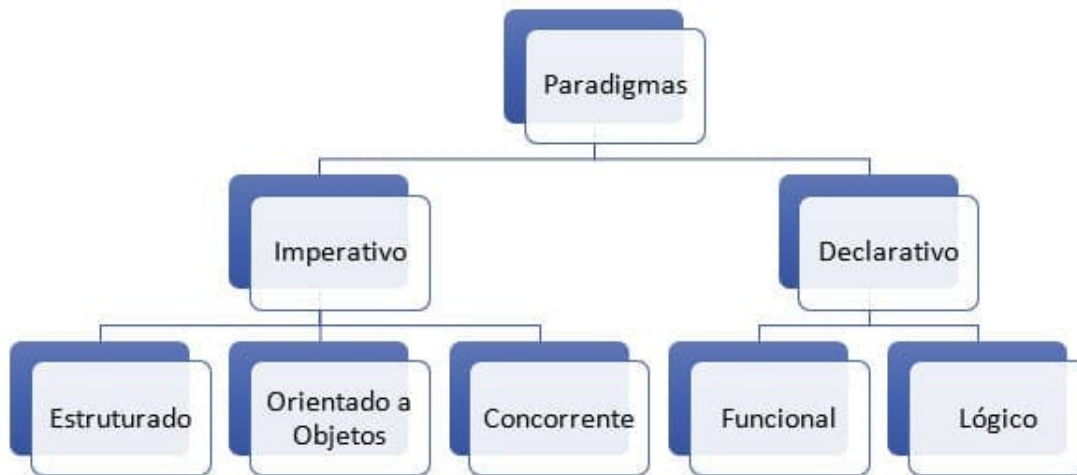 Paradigmas
Imperativo
Declarativo
Estruturado
Orientado a
Objetos
Concorrente
Funcional
Lógico